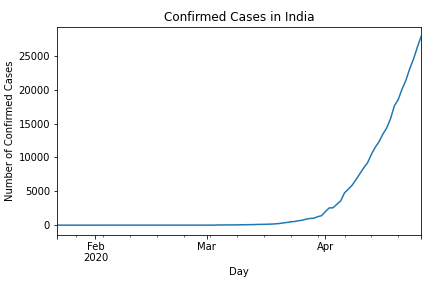 Confirmed Cases in India
Number of Confirmed Cases
25000
20000
15000
10000
5000
0
Feb
2020
Mar
Apr
Day